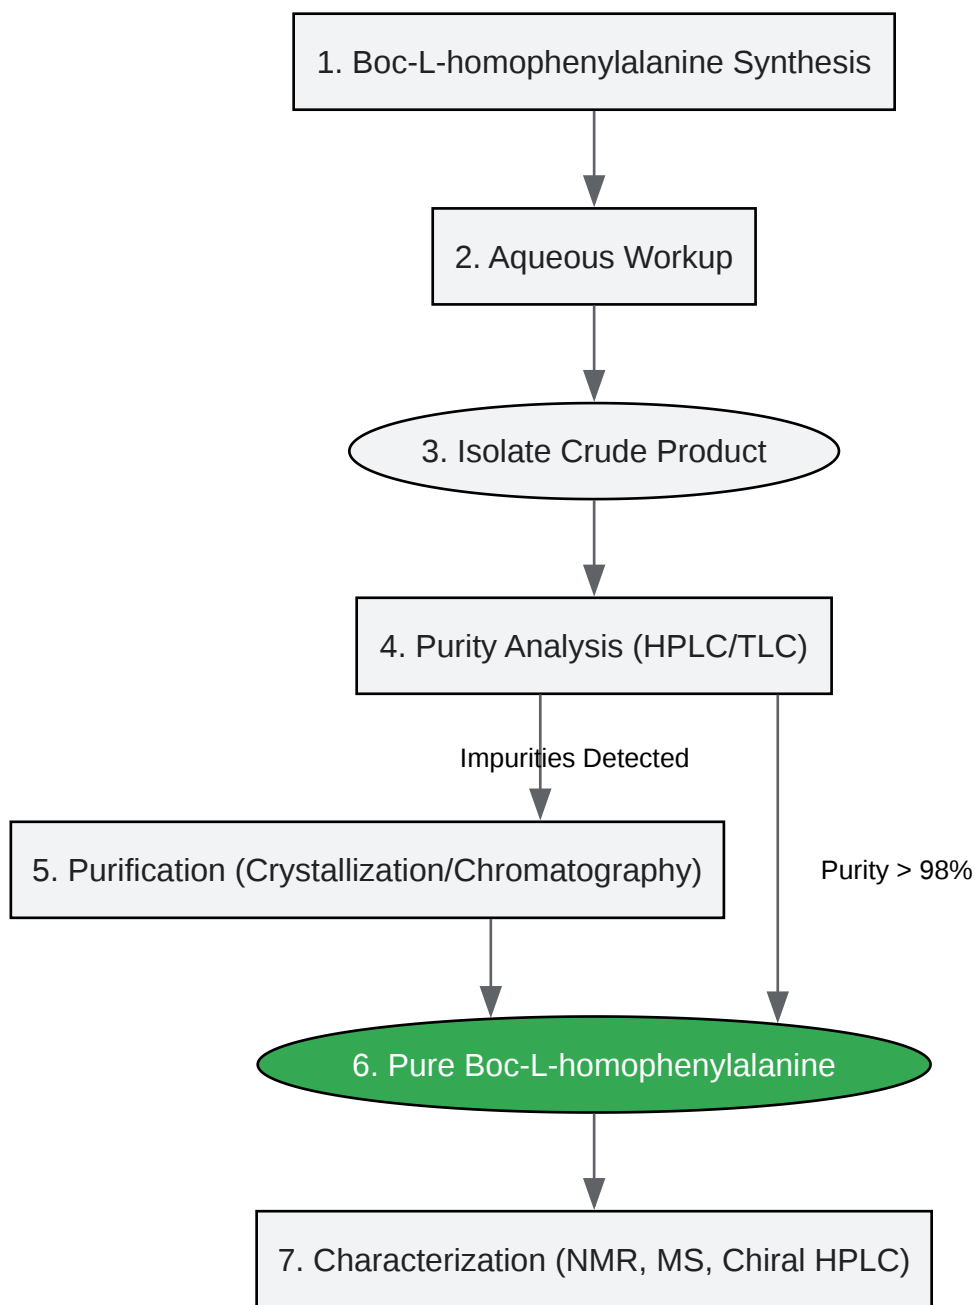 1. Boc-L-homophenylalanine Synthesis
2. Aqueous Workup
3. Isolate Crude Product
4. Purity Analysis (HPLC/TLC)
Impurities Detected
5. Purification (Crystallization/Chromatography)
Purity > 98%
6. Pure Boc-L-homophenylalanine
7. Characterization (NMR, MS, Chiral HPLC)